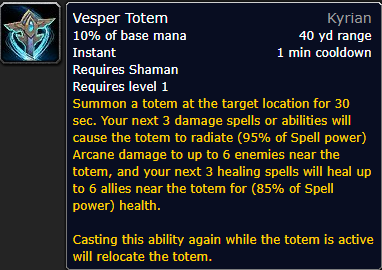 Vesper Totem Kyrian
10% of base mana 40 yd range
Instant 1 min cooldown
Requires Shaman
Requires level 1
Summon a totem at the target location for 30
sec. Your next 3 damage spells or abilities will
cause the totem to radiate (95% of Spell power)
Arcane damage to up to 6 enemies near the
totem, and your next 3 healing spells will heal up
to 6 allies near the totem for (85% of Spell
power) health.
Casting this ability again while the totem is active
will relocate the totem.